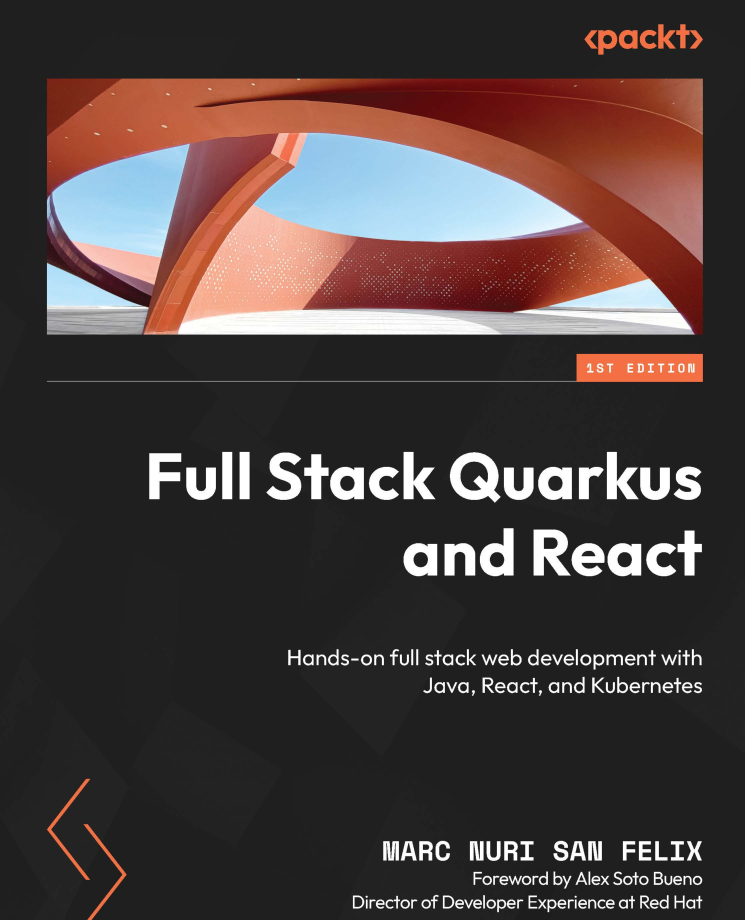 <packt>
1ST EDITION
Full Stack Quarkus
and React
Hands-on full stack web development with
Java, React, and Kubernetes
MARC NURI SAN FELIX
Foreword by Alex Soto Bueno
Director of Developer Experience at Red Hat